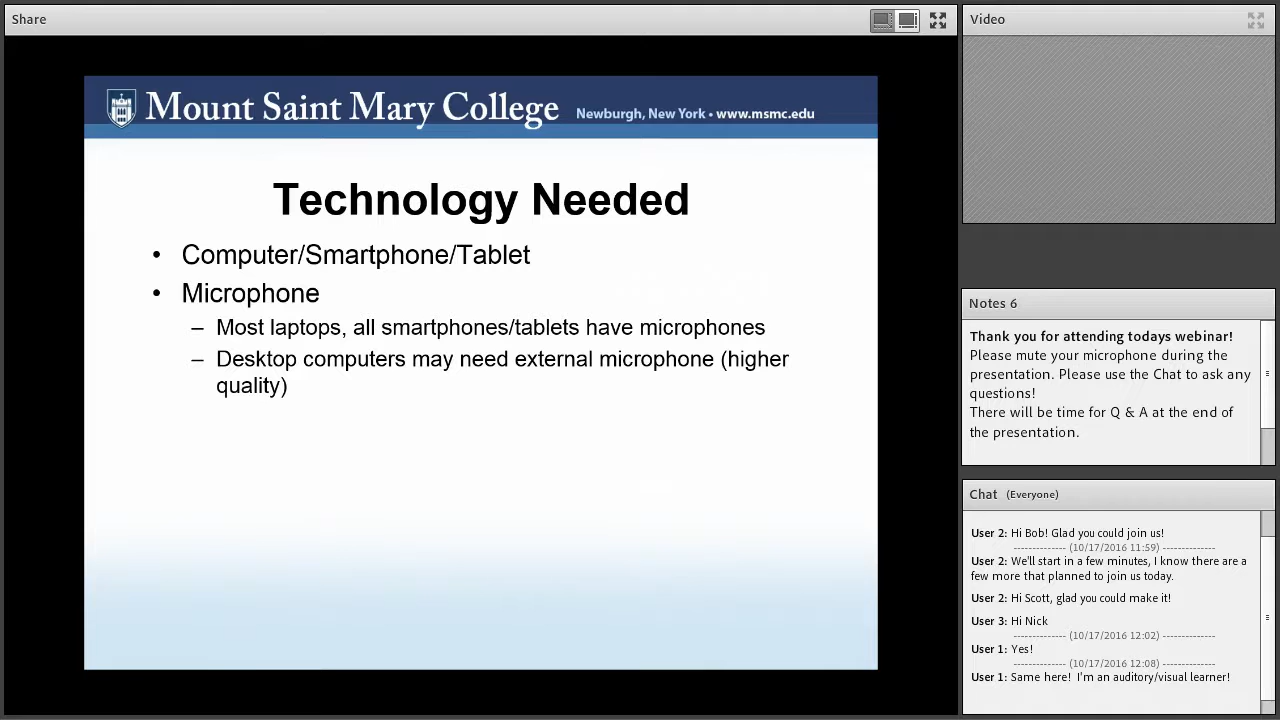 Share
Video
Mount Saint Mary College Newburgh, New York • www.msmc.edu
Technology Needed
• Computer/Smartphone/Tablet
• Microphone
– Most laptops, all smartphones/tablets have microphones
– Desktop computers may need external microphone (higher
quality)
Notes 6
Thank you for attending todays webinar!
Please mute your microphone during the
presentation. Please use the Chat to ask any
questions!
There will be time for Q & A at the end of
the presentation.
Chat (Everyone)
User 2: Hi Bob! Glad you could join us!
-------------- (10/17/2016 11:59) --------------
User 2: We'll start in a few minutes, I know there are a
few more that planned to join us today.
User 2: Hi Scott, glad you could make it!
User 3: Hi Nick
-------------- (10/17/2016 12:02) --------------
User 1: Yes!
-------------- (10/17/2016 12:08) --------------
User 1: Same here! I'm an auditory/visual learner!